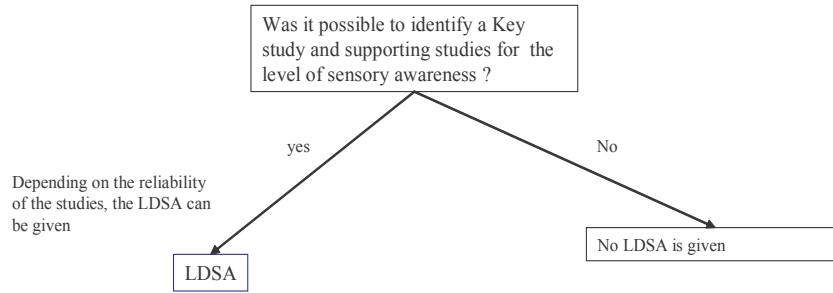 Was it possible to identify a Key
study and supporting studies for the
level of sensory awareness ?
yes
No
Depending on the reliability
of the studies, the LDSA can
be given
No LDSA is given
LDSA